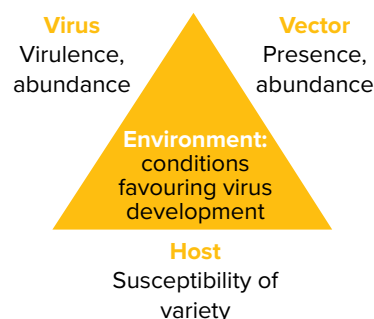 Virus
Virulence,
abundance
Vector
Presence,
abundance
Environment:
conditions
favouring virus
development
Host
Susceptibility of
variety